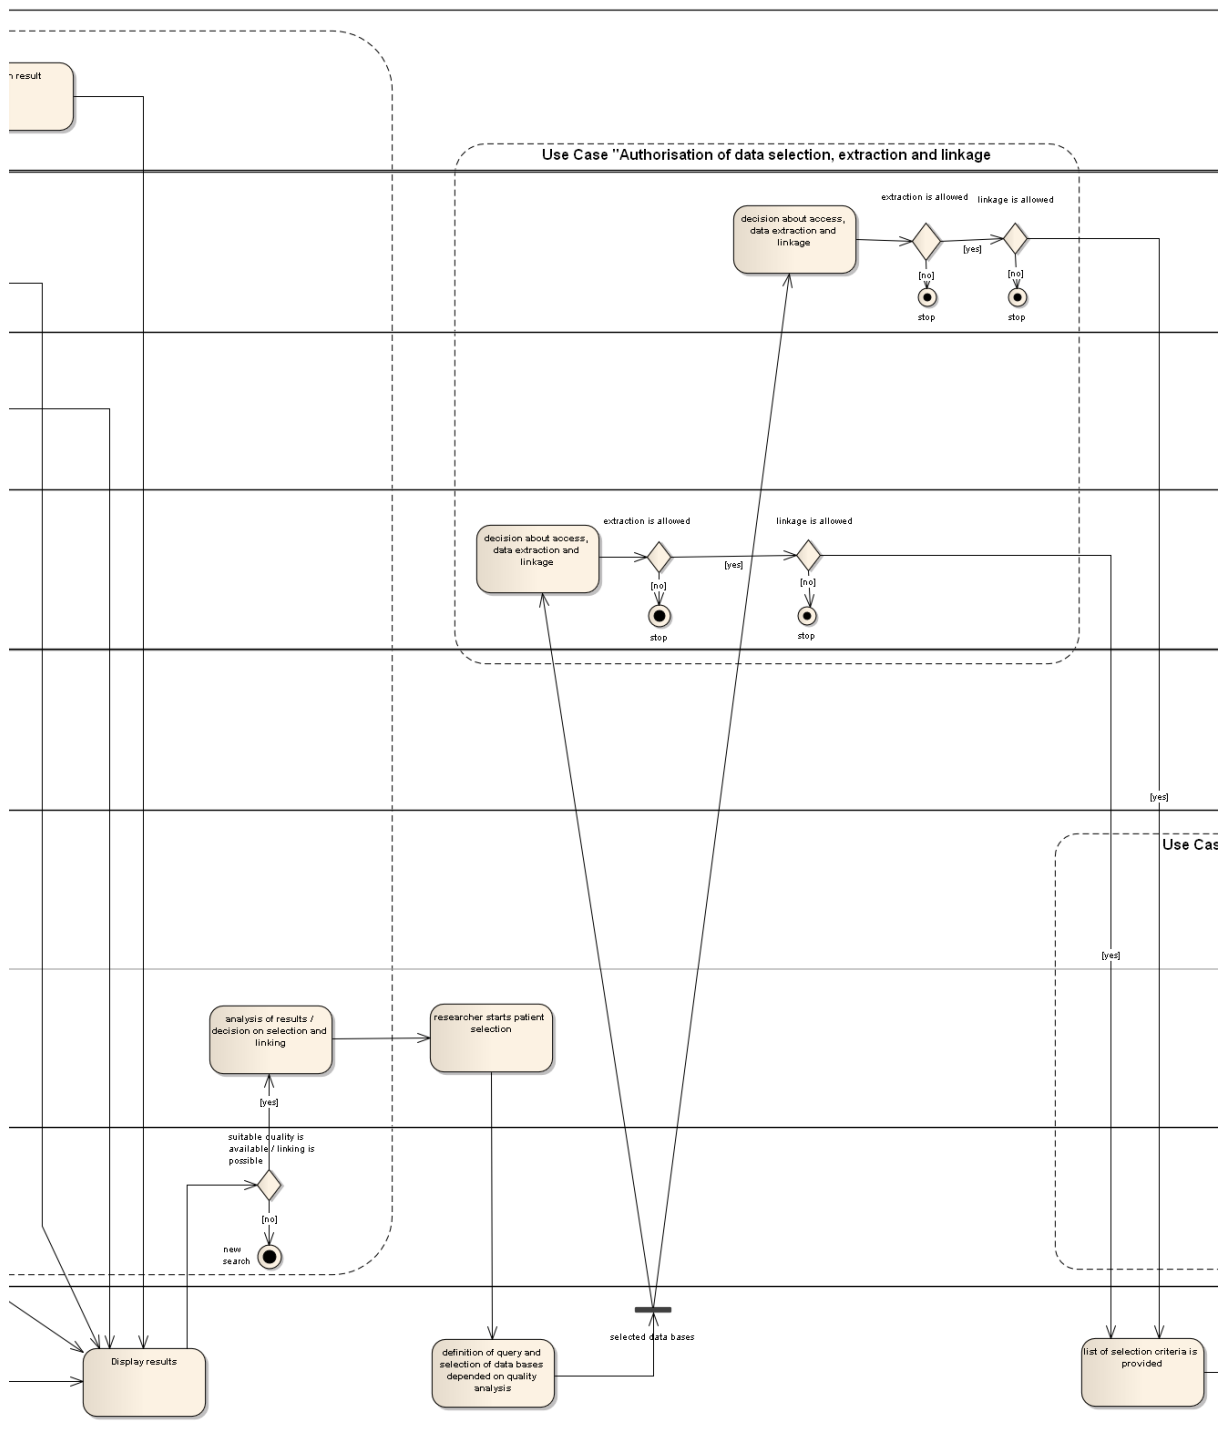 n result
Use Case "Authorisation of data selection, extraction and linkage
extraction is allowed
linkage is allowed
decision about access,
data extraction and
linkage
[yes]
[no]
[no]
stop
stop
extraction is allowed
linkage is allowed
decision about access,
data extraction and
linkage
[yes]
[no]
[no]
stop
stop
[yes]
Use Cas
[yes]
analysis of results /
decision on selection and
linking
researcher starts patient
selection
[yes]
suitable quality is
available / linking is
possible
[no]
new
search
selected data bases
Display results
definition of query and
selection of data bases
depended on quality
analysis
list of selection criteria is
provided